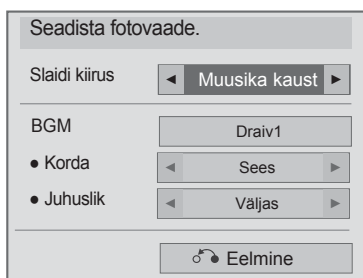 Seadista fotovaade.
Slaidi kiirus ◄ Muusika kaust ►
BGM Draiv1
● Korda ◄ Sees ►
● Juhuslik ◄ Väljas ►
Eelmine